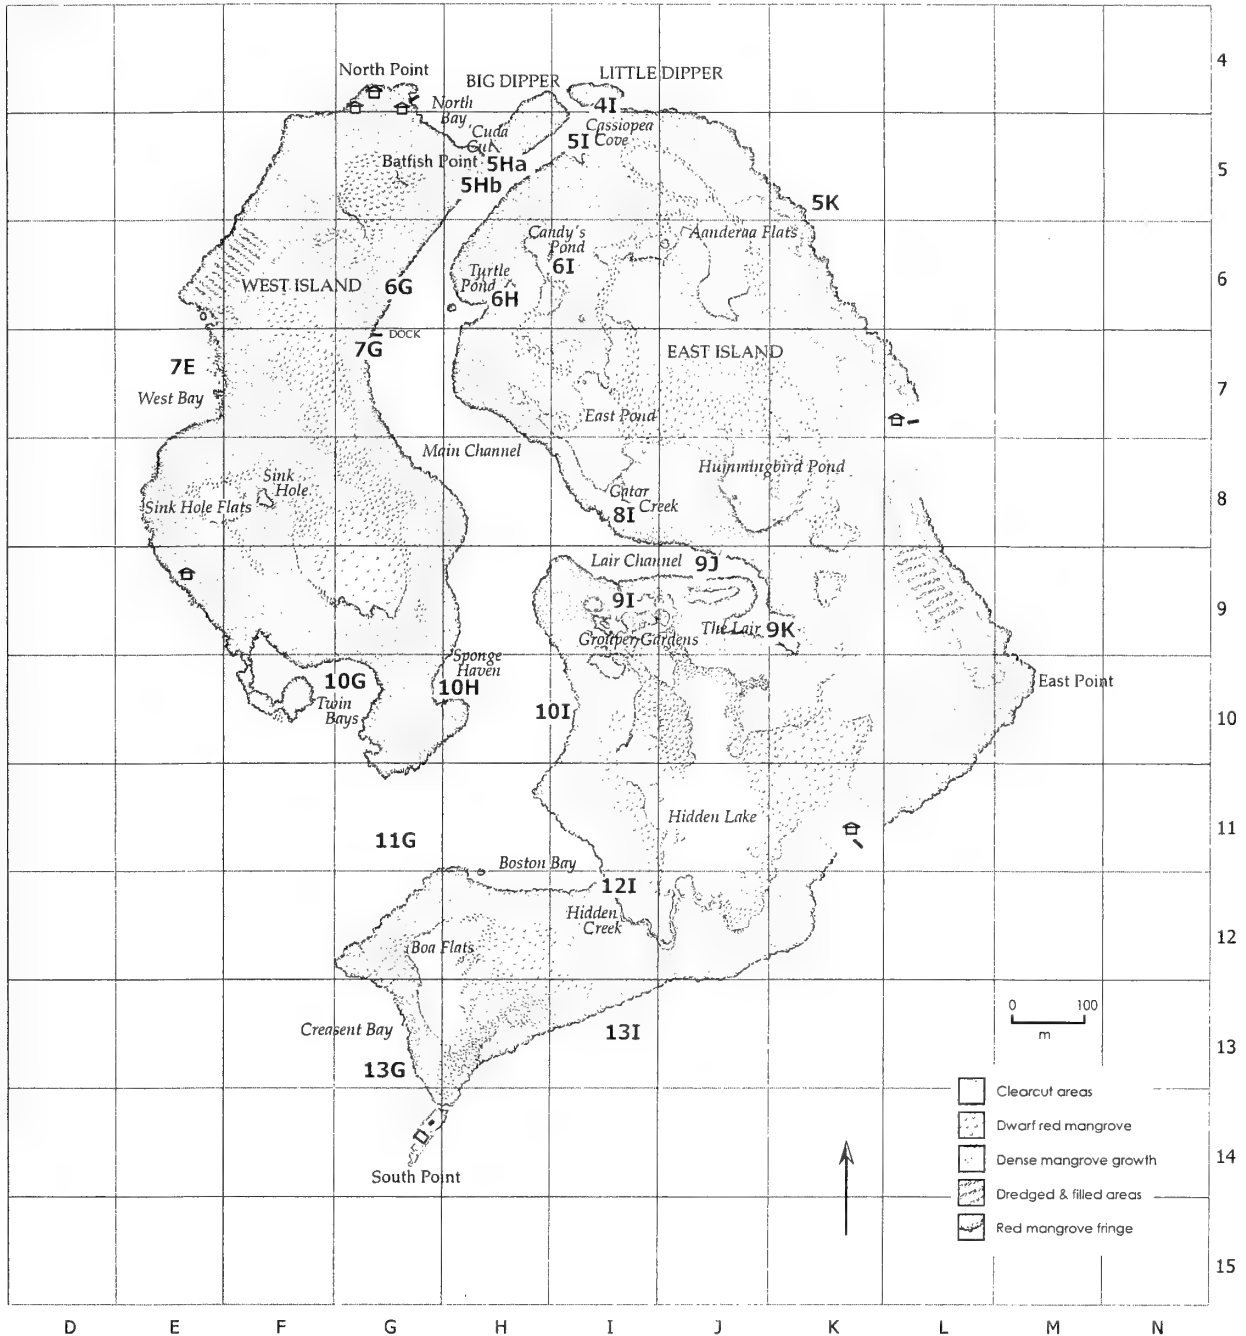 4
North Point
BIG DIPPER
LITTLE DIPPER
North
Bay
4I
Cassiopea
Cove
'Cuda
Cut
5I
Batfish Point
5Ha
5Hb
5
5K
Candy's
Pond
Aanderaa Flats
6I
Turtle
Pond
6H
WEST ISLAND
6G
6
DOCK
7G
EAST ISLAND
7E
West Bay
7
East Pond
Main Channel
Hummingbird Pond
Sink
Hole
Sink Hole Flats
Gator
Creek
8I
8
Lair Channel
9J
9I
9
The Lair
9K
Grouper Gardens
Sponge
Haven
10G
10H
East Point
Twin
Bays
10I
10
Hidden Lake
11G
11
Boston Bay
12I
Hidden
Creek
12
Boa Flats
0 100
m
Creasent Bay
13I
13
13G
Clearcut areas
Dwarf red mangrove
Dense mangrove growth
Dredged & filled areas
Red mangrove fringe
14
South Point
15
D E F G H I J K L M N